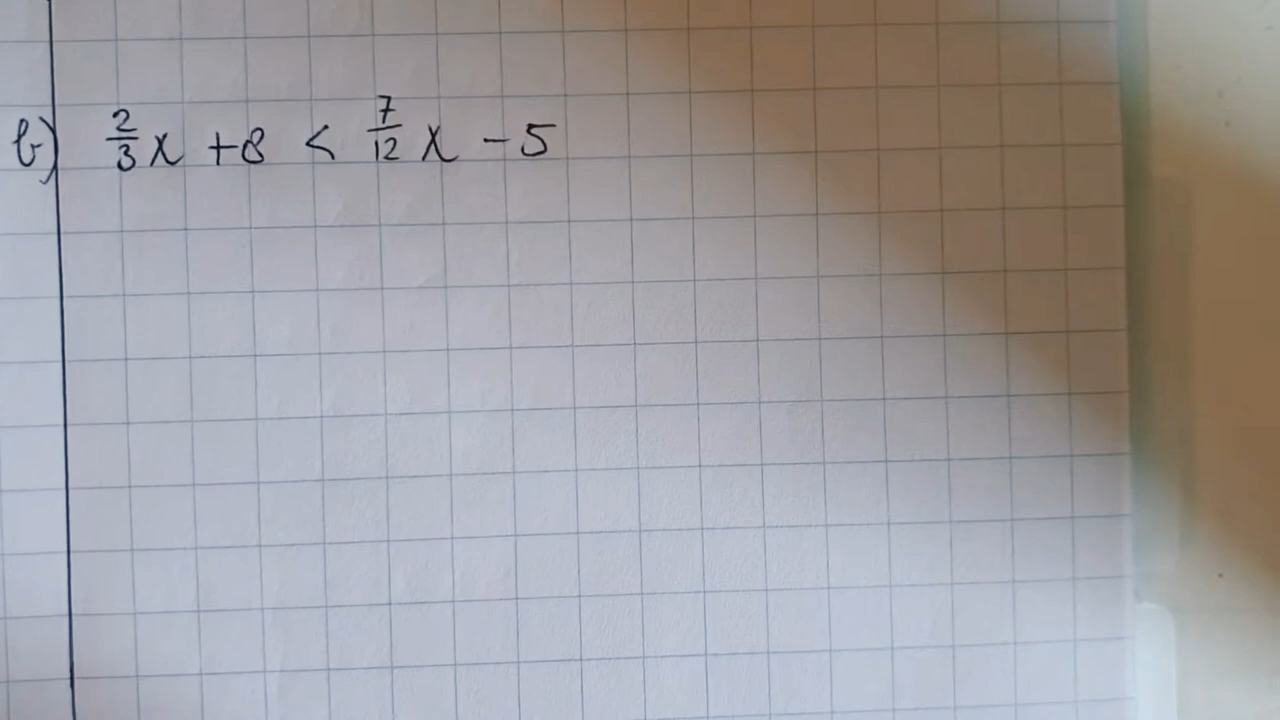 b) 2/3 x + 8 < 7/12 x - 5